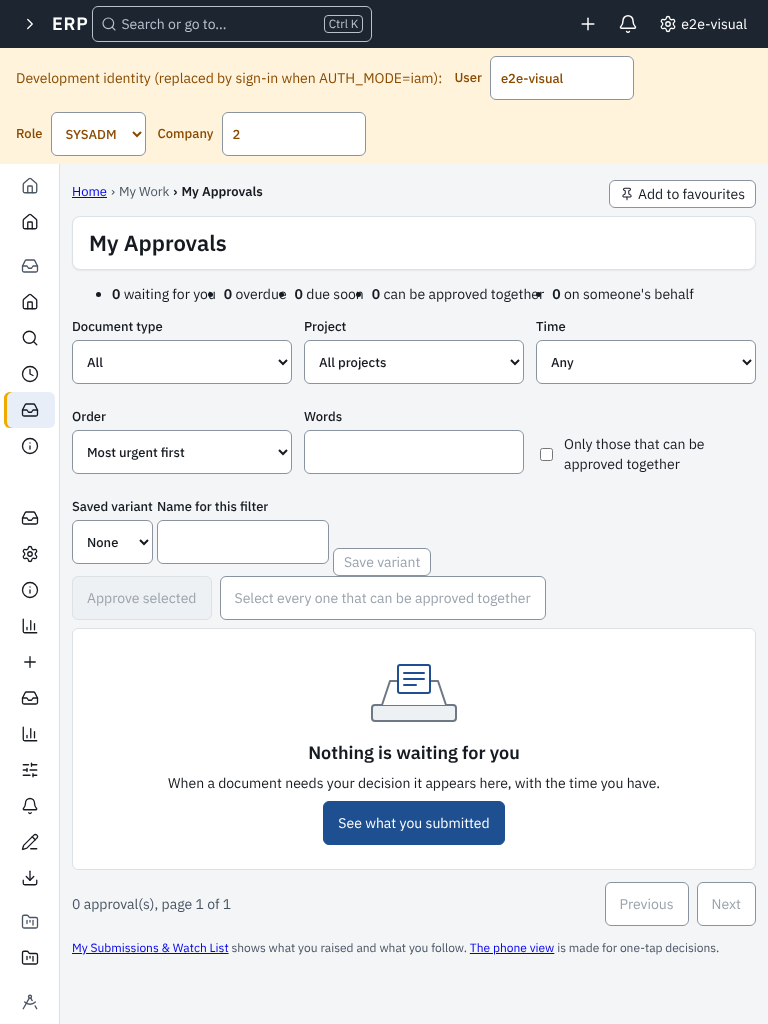 ERP
Search or go to... Ctrl K
e2e-visual
Development identity (replaced by sign-in when AUTH_MODE=iam): User e2e-visual
Role SYSADM Company 2
Home › My Work › My Approvals
Add to favourites
My Approvals
0 waiting for you 0 overdue 0 due soon 0 can be approved together 0 on someone's behalf
Document type Project Time
All All projects Any
Order Words
Most urgent first
Only those that can be
approved together
Saved variant Name for this filter
None
Save variant
Approve selected Select every one that can be approved together
Nothing is waiting for you
When a document needs your decision it appears here, with the time you have.
See what you submitted
0 approval(s), page 1 of 1 Previous Next
My Submissions & Watch List shows what you raised and what you follow. The phone view is made for one-tap decisions.